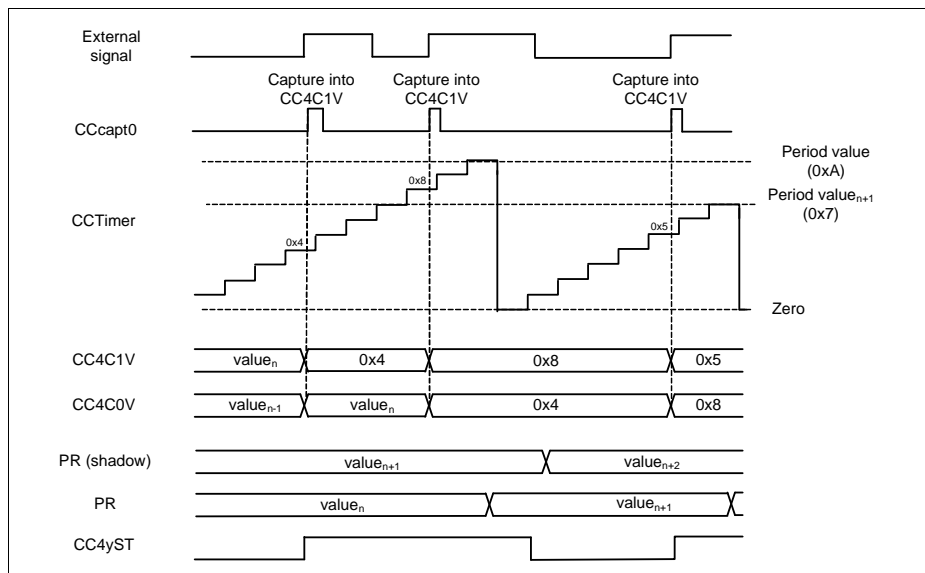 External
signal
Capture into
CC4C1V
Capture into
CC4C1V
Capture into
CC4C1V
CCcapt0
Period value
(0xA)
0x8
Period valuen+1
(0x7)
CCTimer
0x4
0x5
Zero
CC4C1V
valuen
0x4
0x8
0x5
CC4C0V
valuen-1
valuen
0x4
0x8
PR (shadow)
valuen+1
valuen+2
PR
valuen
valuen+1
CC4yST